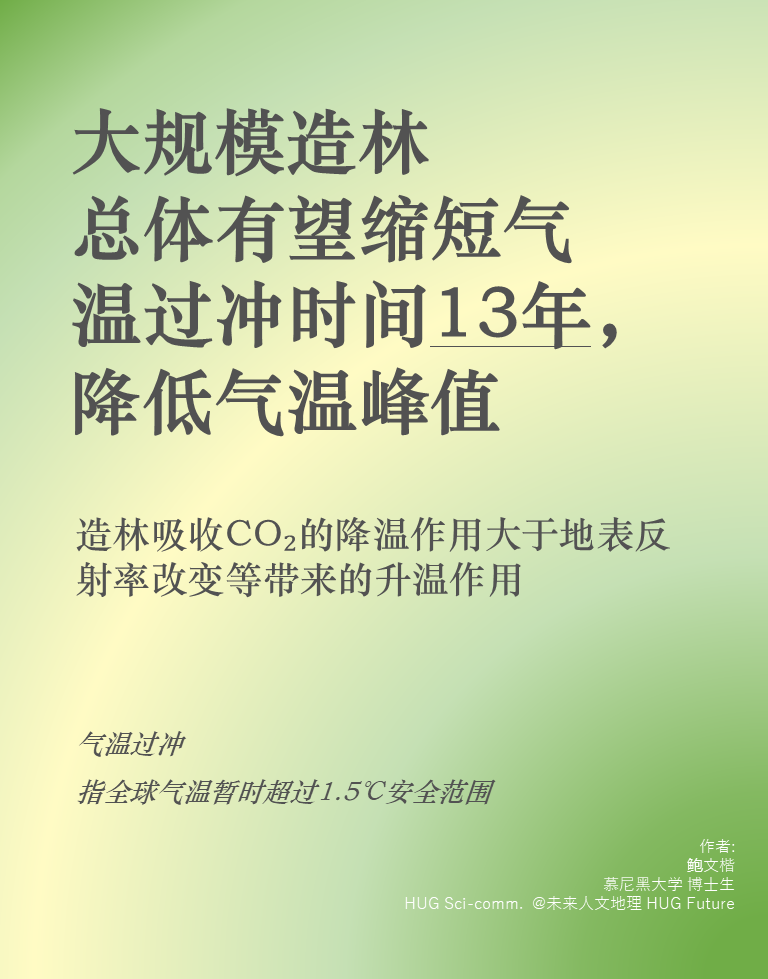 大规模造林
总体有望缩短气
温过冲时间13年，
降低气温峰值
造林吸收CO₂的降温作用大于地表反
射率改变等带来的升温作用
气温过冲
指全球气温暂时超过1.5℃安全范围
作者:
鲍文楷
慕尼黑大学 博士生
HUG Sci-comm. @未来人文地理 HUG Future